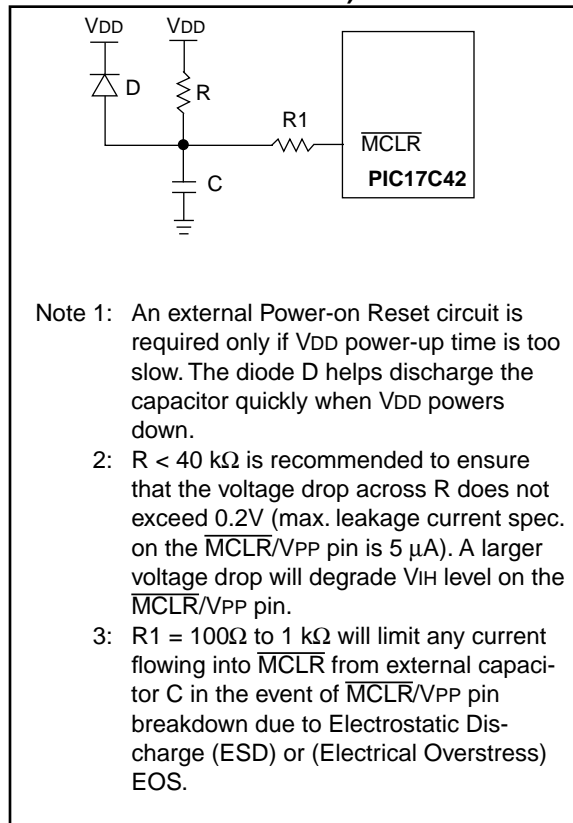 VDD VDD
D
R
R1
MCLR
PIC17C42
C
Note 1: An external Power-on Reset circuit is
required only if VDD power-up time is too
slow. The diode D helps discharge the
capacitor quickly when VDD powers
down.
2: R < 40 kΩ is recommended to ensure
that the voltage drop across R does not
exceed 0.2V (max. leakage current spec.
on the MCLR/VPP pin is 5 μA). A larger
voltage drop will degrade VIH level on the
MCLR/VPP pin.
3: R1 = 100Ω to 1 kΩ will limit any current
flowing into MCLR from external capaci-
tor C in the event of MCLR/VPP pin
breakdown due to Electrostatic Dis-
charge (ESD) or (Electrical Overstress)
EOS.